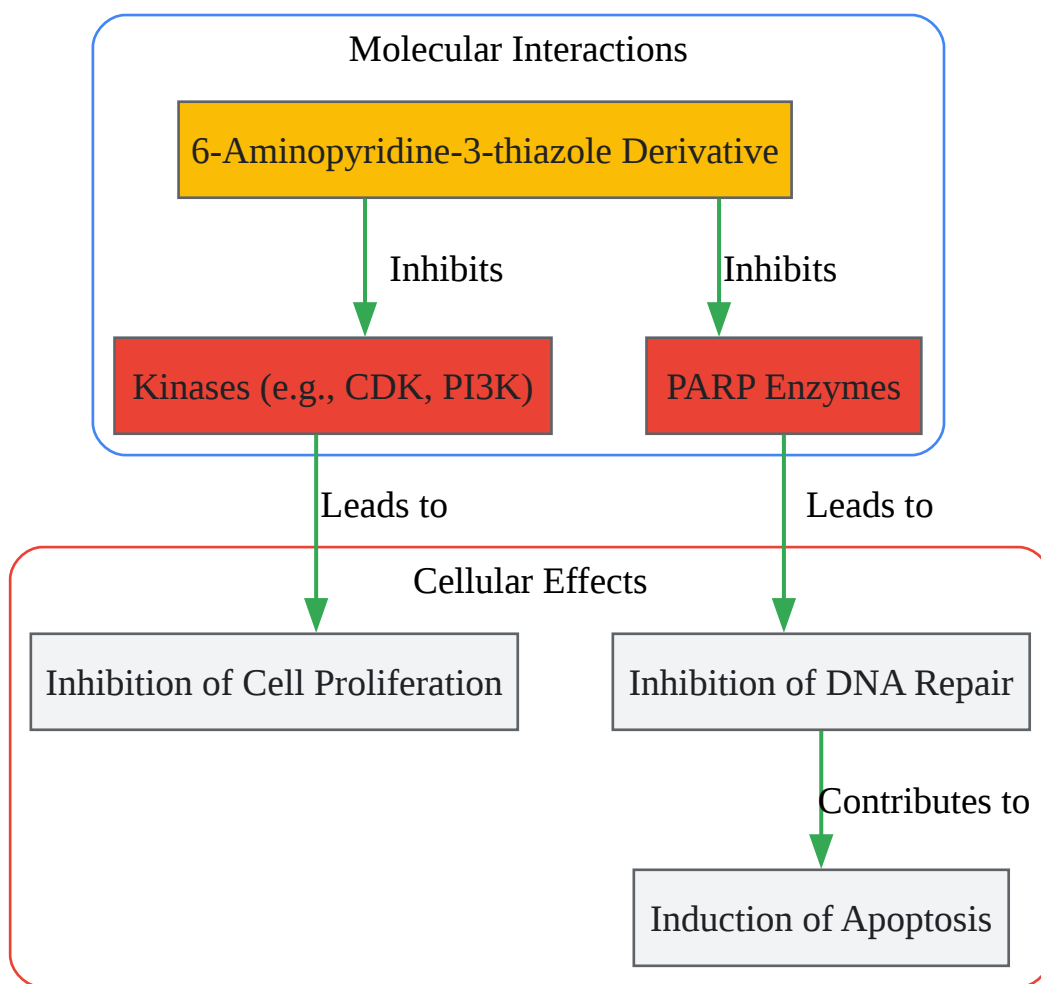 Molecular Interactions
6-Aminopyridine-3-thiazole Derivative
Inhibits
Inhibits
Kinases (e.g., CDK, PI3K)
PARP Enzymes
Leads to
Leads to
Cellular Effects
Inhibition of Cell Proliferation
Inhibition of DNA Repair
Contributes to
Induction of Apoptosis